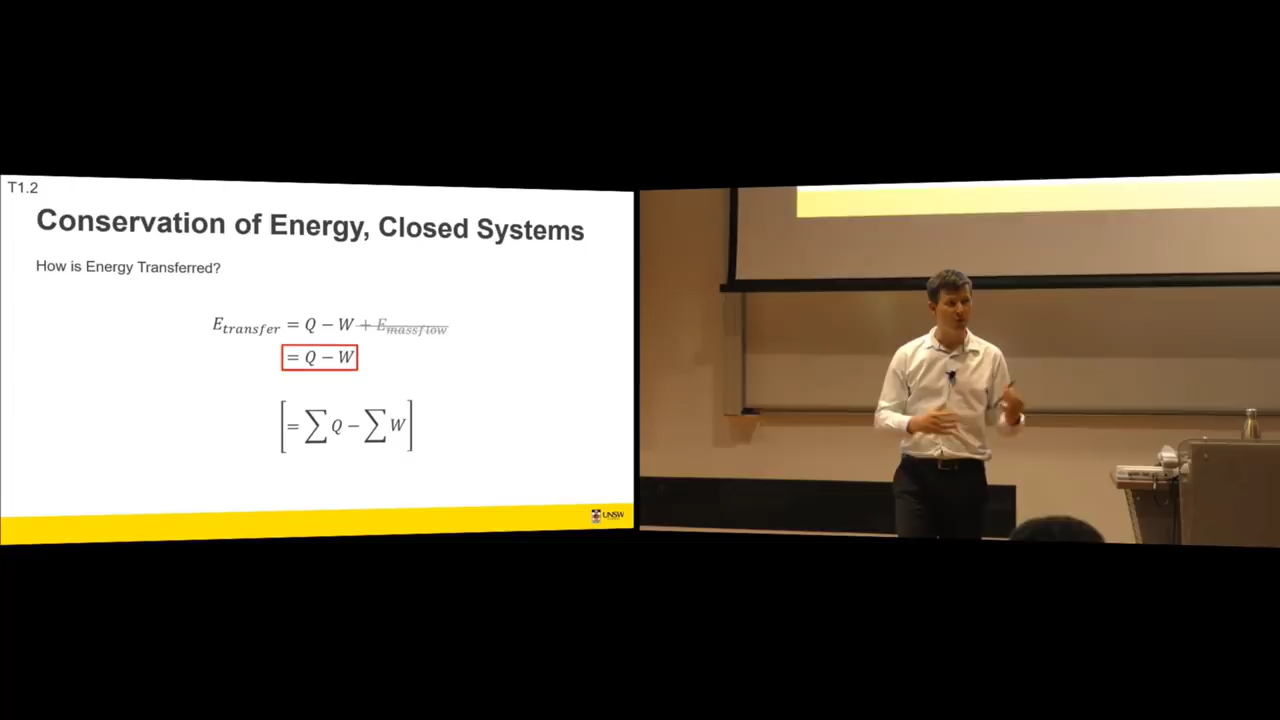 T1.2
Conservation of Energy, Closed Systems
How is Energy Transferred?
E_transfer = Q − W + E_massflow
= Q − W
[= ∑ Q − ∑ W]
UNSW